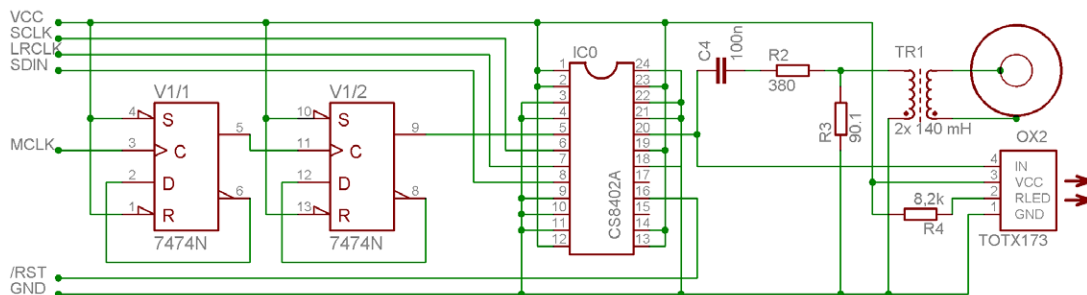 VCC
SCLK
LRCLK
SDIN
MCLK
/RST
GND
V1/1
4 S
3 C 5
2 D
1 R 6
7474N
V1/2
10 S
11 C 9
12 D
13 R 8
7474N
IC0
1 24
2 23
3 22
4 21
5 20
6 19
7 18
8 17
9 16
10 15
11 14
12 13
CS8402A
C4
100n
R2
380
R3
90.1
TR1
2x 140 mH
OX2
4 IN
3 VCC
2 RLED
1 GND
TOTX173
8,2k
R4